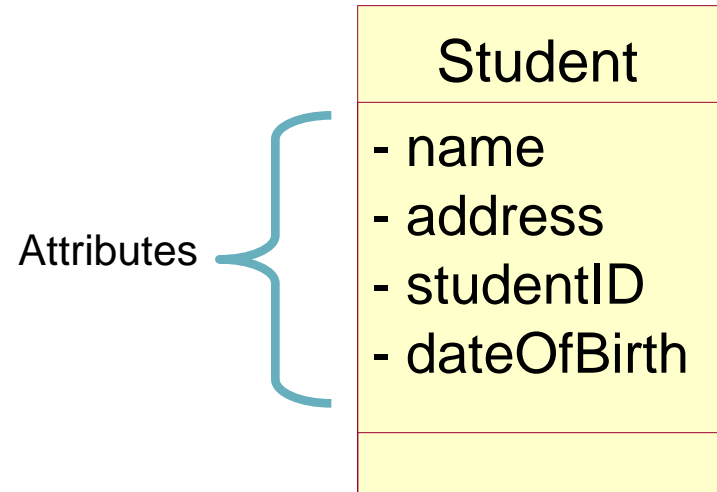 Student
- name
- address
Attributes
- studentID
- dateOfBirth